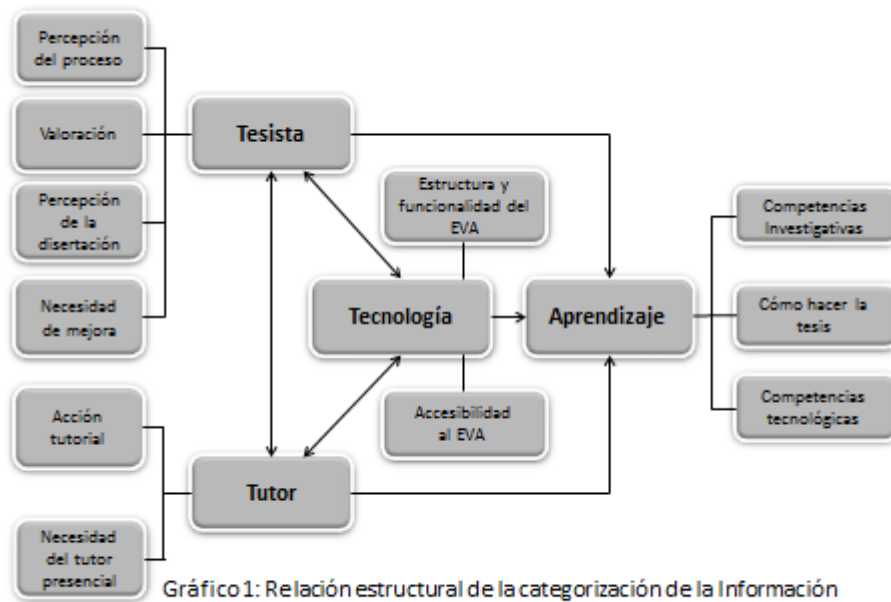 Percepción
del proceso
Valoración
Percepción
de la
disertación
Necesidad
de mejora
Acción
tutorial
Necesidad
del tutor
presencial
Tesista
Tutor
Estructura y
funcionalidad del
EVA
Tecnología
Accesibilidad
al EVA
Aprendizaje
Competencias
Investigativas
Cómo hacer la
tesis
Competencias
tecnológicas
Gráfico 1: Relación estructural de la categorización de la Información